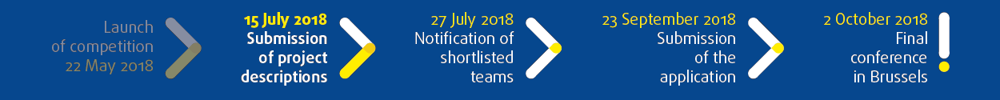 Launch
of competition
22 May 2018
15 July 2018
Submission
of project
descriptions
27 July 2018
Notification of
shortlisted
teams
23 September 2018
Submission
of the
application
2 October 2018
Final
conference
in Brussels